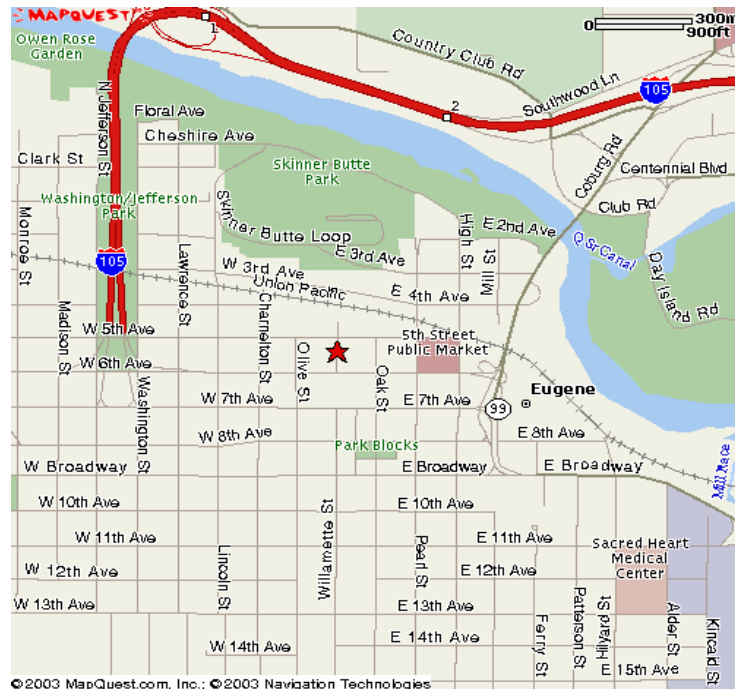 MAPQUEST
1
0 300m
900ft
Owen Rose
Garden
Country Club Rd
Southwood Ln
105
N Jefferson St
2
Floral Ave
Cheshire Ave
Coburg Rd
Clark St
Skinner Butte
Park
Centennial Blvd
Washington/Jefferson
Park
Club Rd
Monroe St
Skinner Butte Loop
High St
E 2nd Ave
Q St Canal
Day Island Rd
105
Lawrence St
W 3rd Ave
E 3rd Ave
Mill St
Union Pacific
E 4th Ave
Madison St
Charnelton St
W 5th Ave
5th Street
Public Market
W 6th Ave
Olive St
Oak St
Washington St
Eugene
W 7th Ave
E 7th Ave
99
W 8th Ave
E 8th Ave
Park Blocks
W Broadway
E Broadway
E Broadway
Mill Race
W 10th Ave
Willamette St
E 10th Ave
W 11th Ave
E 11th Ave
Sacred Heart
Medical
Center
Lincoln St
Pearl St
W 12th Ave
E 12th Ave
W 13th Ave
E 13th Ave
Ferry St
Patterson St
Hilyard St
Alder St
Kincaid St
W 14th Ave
E 14th Ave
E 15th Ave
©2003 MapQuest.com, Inc.; ©2003 Navigation Technologies